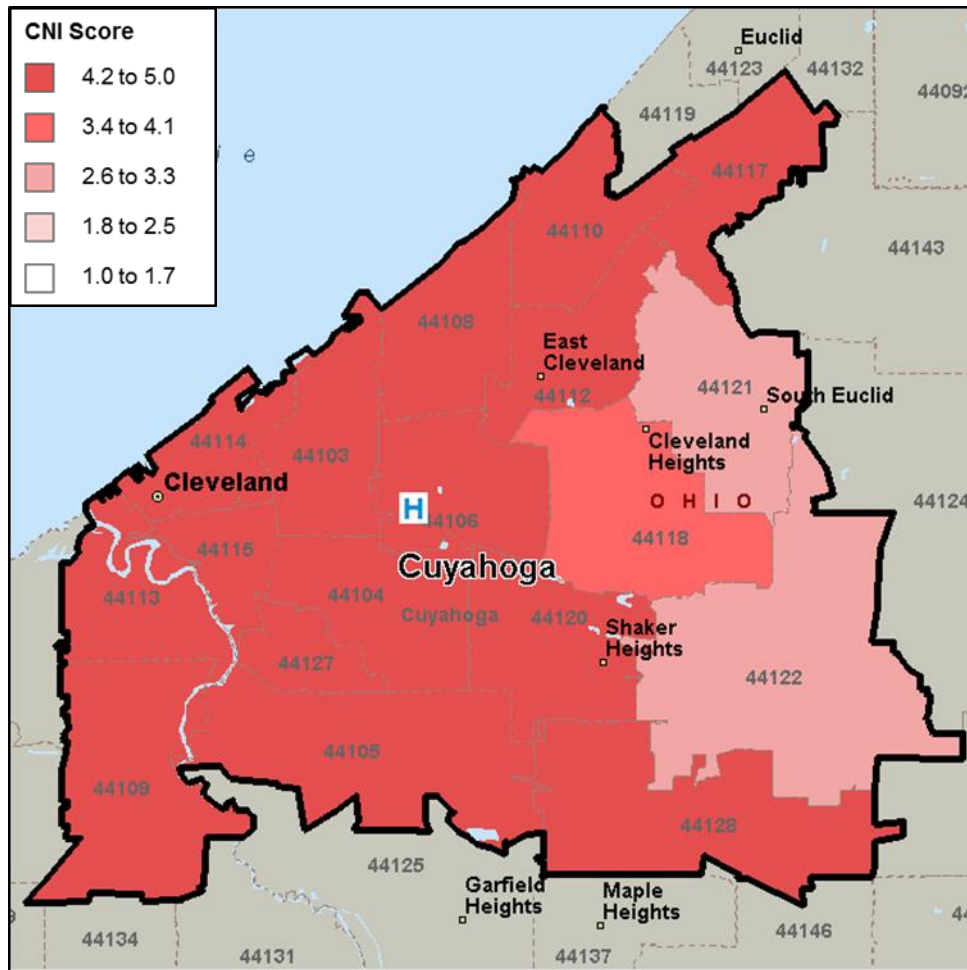 CNI Score
4.2 to 5.0
3.4 to 4.1
2.6 to 3.3
1.8 to 2.5
1.0 to 1.7
Euclid
44123
44132
44092
44119
i e
44117
44110
44143
44108
East
Cleveland
44112
44121
South Euclid
44114
44103
Cleveland
Heights
Cleveland
H
44106
OHIO
44124
44115
44118
Cuyahoga
44113
44104
Cuyahoga
44120
Shaker
Heights
44127
44122
44105
44109
44128
44125
Garfield
Heights
Maple
Heights
44134
44131
44137
44146
44